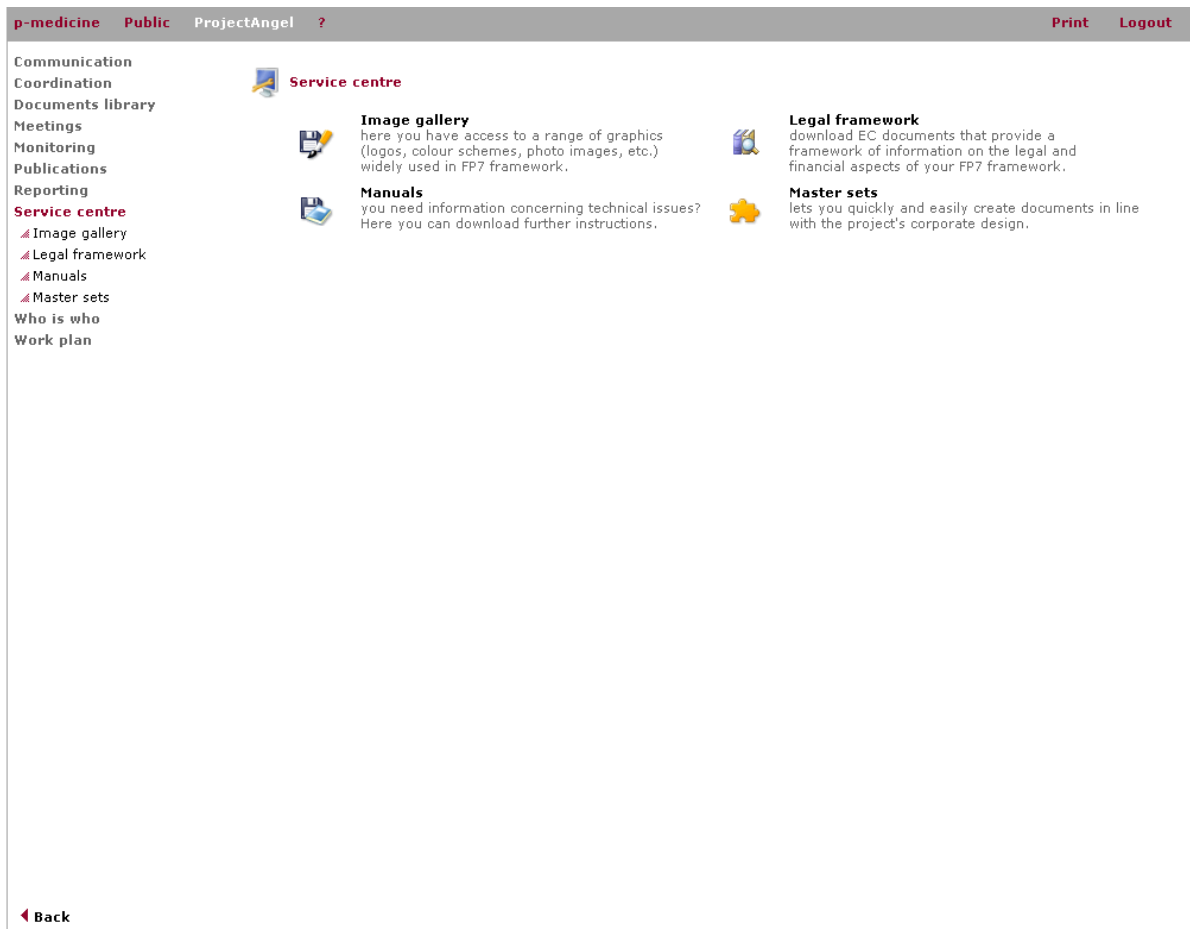 p-medicine Public ProjectAngel ? Print Logout
Communication
Coordination
Documents library
Meetings
Monitoring
Publications
Reporting
Service centre
Image gallery
Legal framework
Manuals
Master sets
Who is who
Work plan
Service centre
Image gallery
here you have access to a range of graphics
(logos, colour schemes, photo images, etc.)
widely used in FP7 framework.
Legal framework
download EC documents that provide a
framework of information on the legal and
financial aspects of your FP7 framework.
Manuals
you need information concerning technical issues?
Here you can download further instructions.
Master sets
lets you quickly and easily create documents in line
with the project's corporate design.
Back